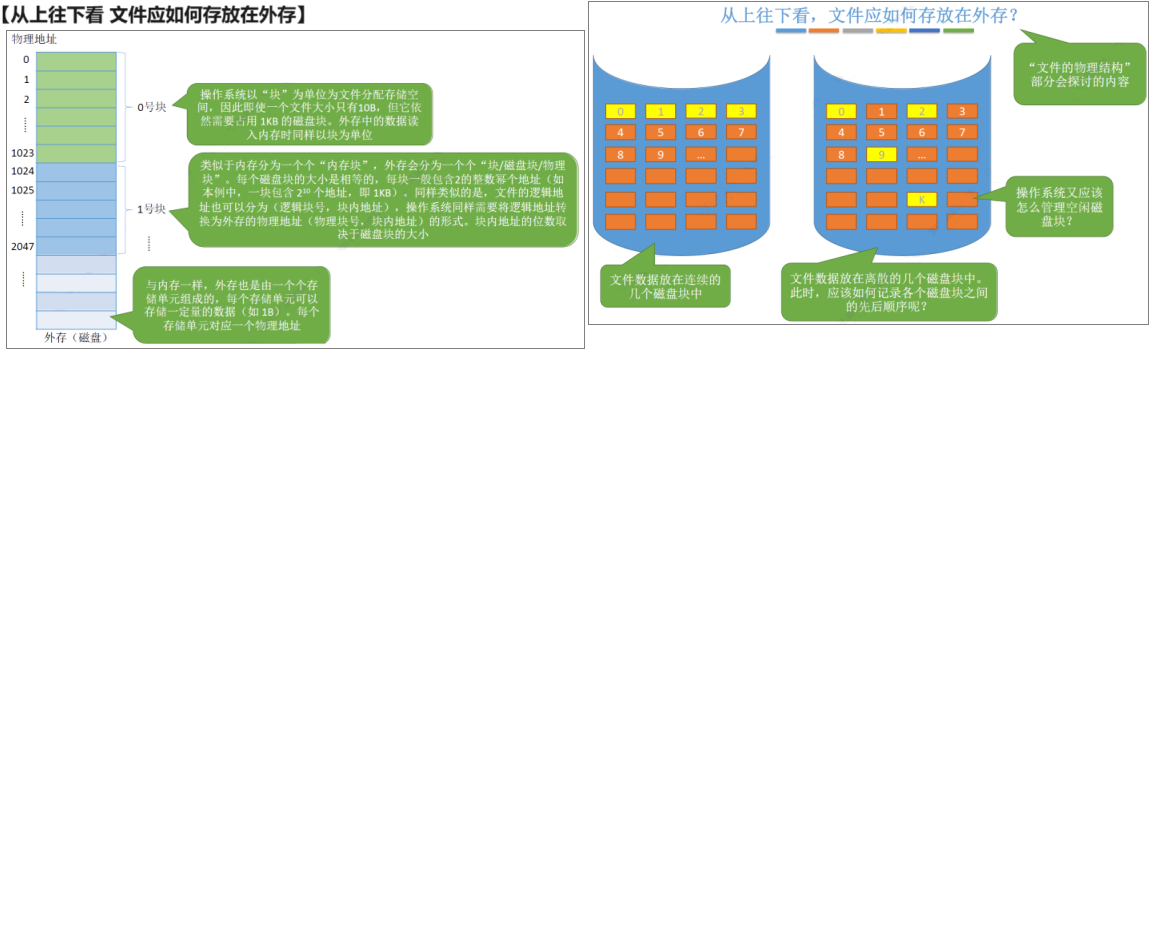 【从上往下看 文件应如何存放在外存】
物理地址
0
1
2
1023
1024
1025
2047
0号块
1号块
外存（磁盘）
操作系统以“块”为单位为文件分配存储空
间，因此即使一个文件大小只有10B，但它依
然需要占用 1KB 的磁盘块。外存中的数据读
入内存时同样以块为单位
类似于内存分为一个个“内存块”，外存会分为一个个“块/磁盘块/物理
块”。每个磁盘块的大小是相等的，每块一般包含2的整数幂个地址（如
本例中，一块包含 2¹⁰ 个地址，即 1KB）。同样类似的是，文件的逻辑地
址也可以分为（逻辑块号，块内地址），操作系统同样需要将逻辑地址转
换为外存的物理地址（物理块号，块内地址）的形式。块内地址的位数取
决于磁盘块的大小
与内存一样，外存也是由一个个存
储单元组成的，每个存储单元可以
存储一定量的数据（如 1B）。每个
存储单元对应一个物理地址
从上往下看，文件应如何存放在外存？
“文件的物理结构”
部分会探讨的内容
0 1 2 3
4 5 6 7
8 9 ...
文件数据放在连续的
几个磁盘块中
0 1 2 3
4 5 6 7
8 9 ...
K
操作系统又应该
怎么管理空闲磁
盘块？
文件数据放在离散的几个磁盘块中。
此时，应该如何记录各个磁盘块之间
的先后顺序呢？